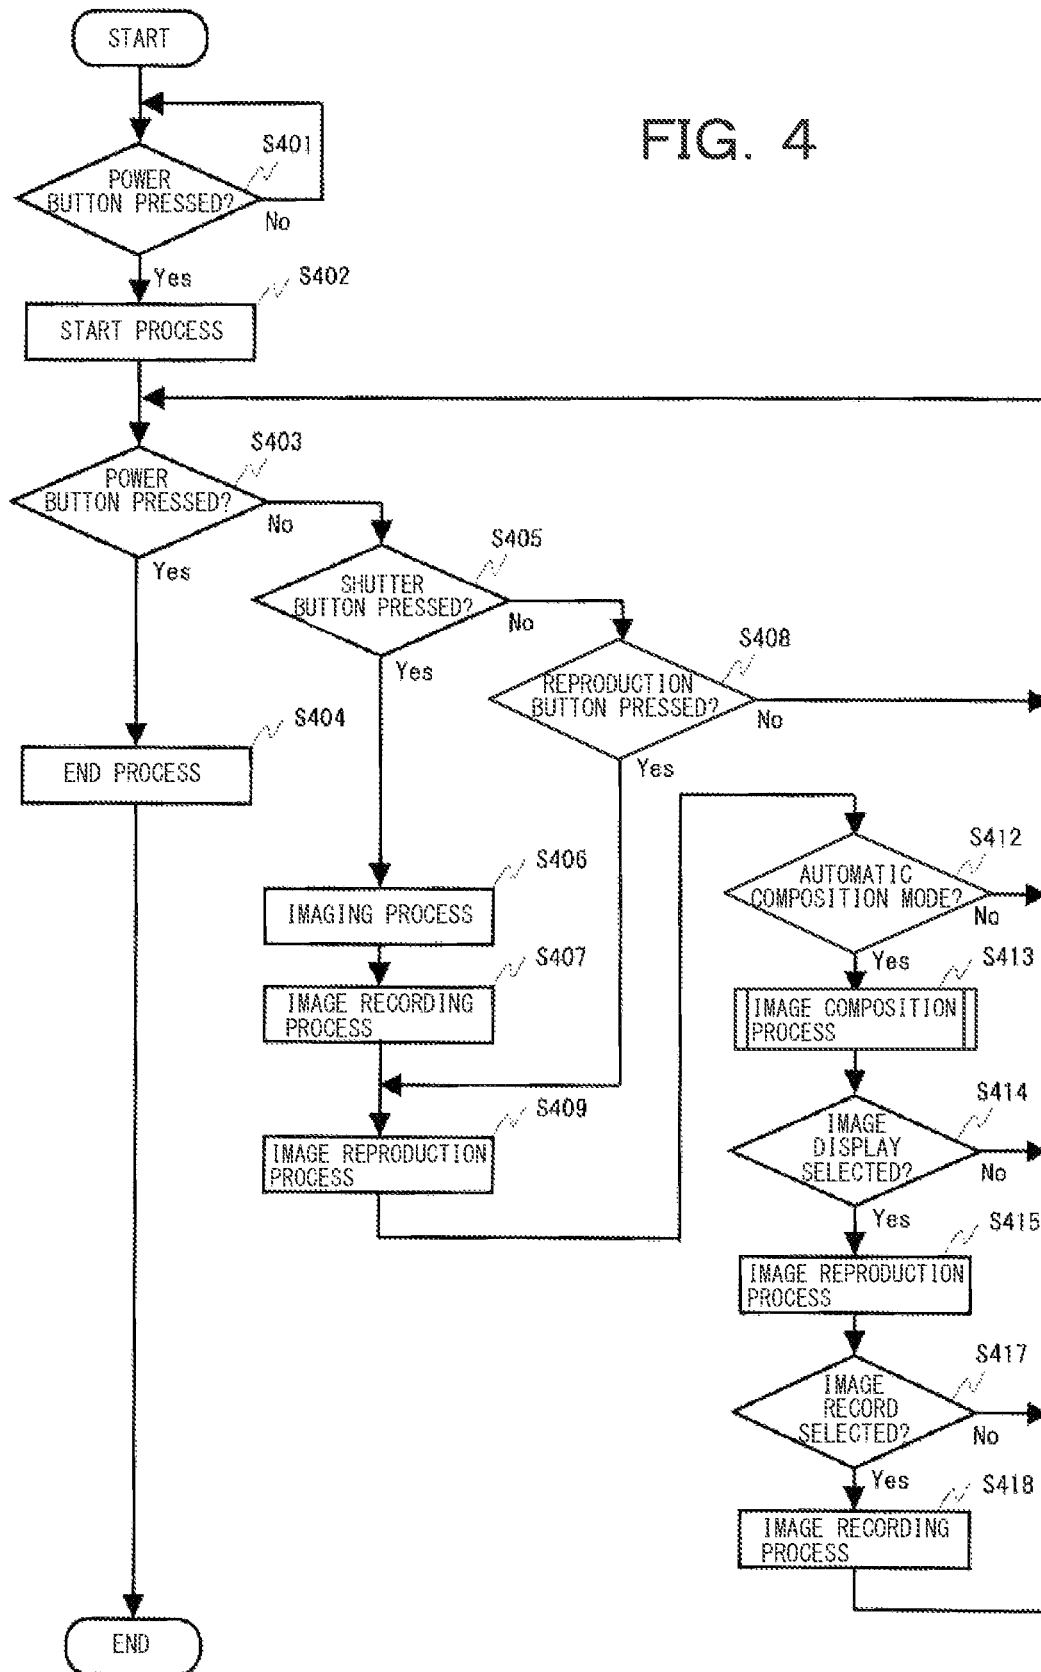 START
FIG. 4
S401
POWER
BUTTON PRESSED?
No
Yes
S402
START PROCESS
S403
POWER
BUTTON PRESSED?
No
Yes
S405
SHUTTER
BUTTON PRESSED?
No
Yes
S408
REPRODUCTION
BUTTON PRESSED?
No
Yes
S404
END PROCESS
S406
IMAGING PROCESS
S407
IMAGE RECORDING
PROCESS
S409
IMAGE REPRODUCTION
PROCESS
S412
AUTOMATIC
COMPOSITION MODE?
No
Yes
S413
IMAGE COMPOSITION
PROCESS
S414
IMAGE
DISPLAY
SELECTED?
No
Yes
S415
IMAGE REPRODUCTION
PROCESS
S417
IMAGE
RECORD
SELECTED?
No
Yes
S418
IMAGE RECORDING
PROCESS
END